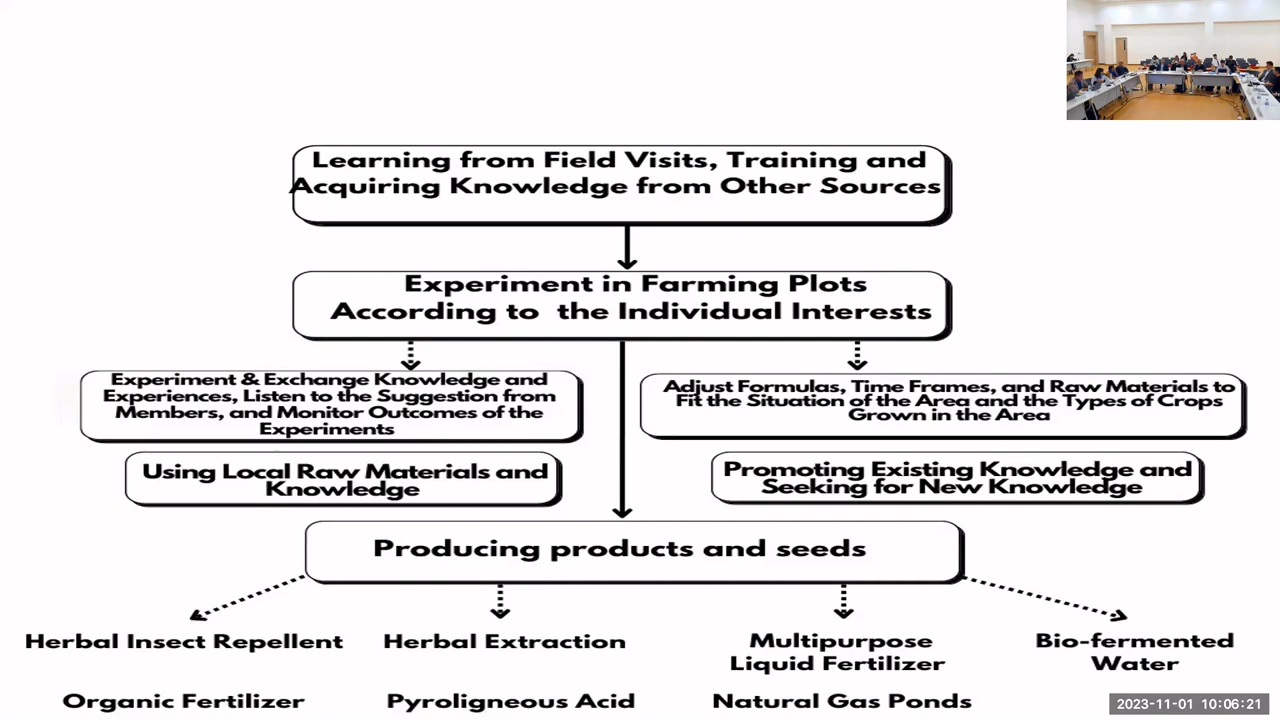 Learning from Field Visits, Training and
Acquiring Knowledge from Other Sources
Experiment in Farming Plots
According to the Individual Interests
Experiment & Exchange Knowledge and
Experiences, Listen to the Suggestion from
Members, and Monitor Outcomes of the
Experiments
Adjust Formulas, Time Frames, and Raw Materials to
Fit the Situation of the Area and the Types of Crops
Grown in the Area
Using Local Raw Materials and
Knowledge
Promoting Existing Knowledge and
Seeking for New Knowledge
Producing products and seeds
Herbal Insect Repellent
Herbal Extraction
Multipurpose
Liquid Fertilizer
Bio-fermented
Water
Organic Fertilizer
Pyroligneous Acid
Natural Gas Ponds
2023-11-01 10:06:21